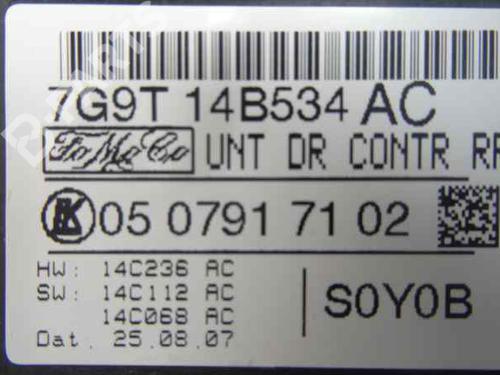 7G9T 14B534 AC
FoMoCo UNT DR CONTR RR
K 05 0791 71 02
HW: 14C236 AC
SW: 14C112 AC
14C068 AC
Dat. 25.08.07
S0Y0B